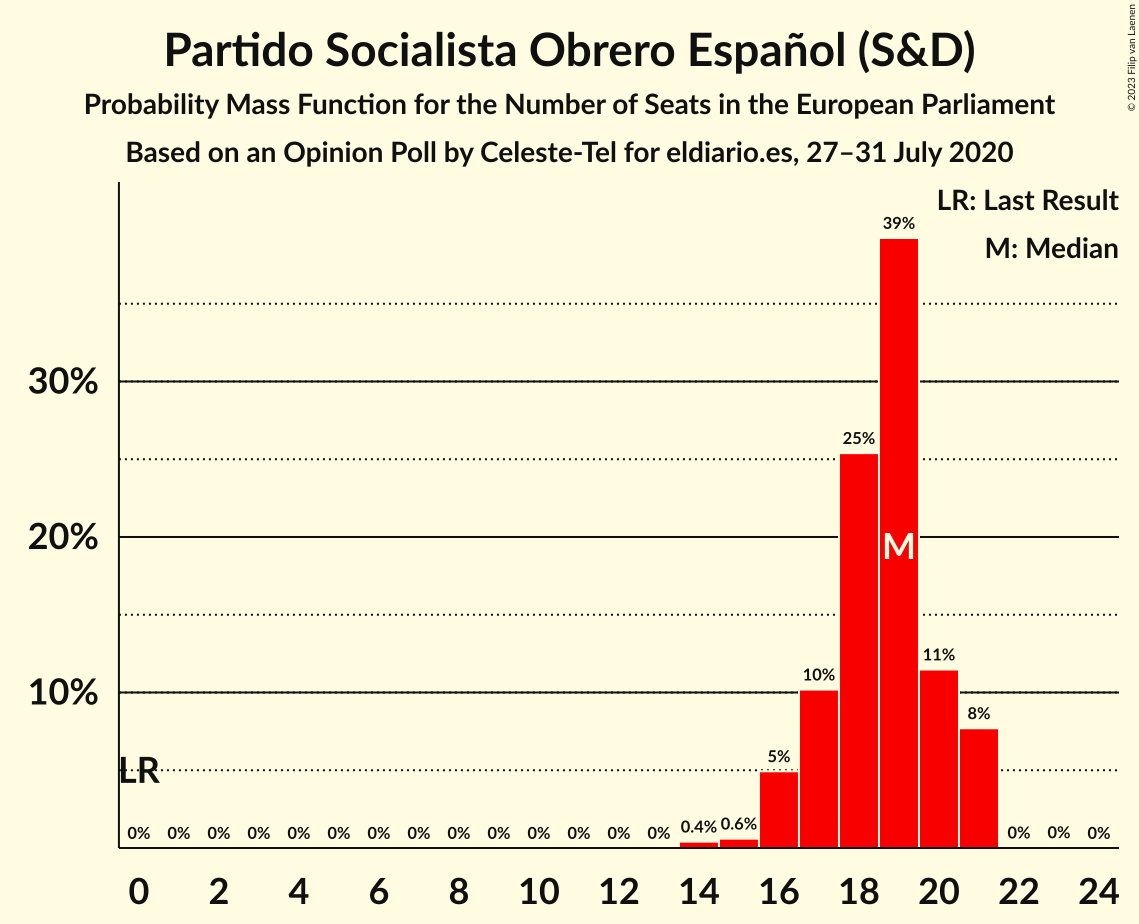 Partido Socialista Obrero Español (S&D)
Probability Mass Function for the Number of Seats in the European Parliament
Based on an Opinion Poll by Celeste-Tel for eldiario.es, 27–31 July 2020
© 2023 Filip van Laenen
LR: Last Result
M: Median
39%
30%
25%
20%
M
11%
10%
10%
8%
5%
LR
0% 0% 0% 0% 0% 0% 0% 0% 0% 0% 0% 0% 0% 0% 0.4% 0.6% 0% 0% 0%
0 2 4 6 8 10 12 14 16 18 20 22 24